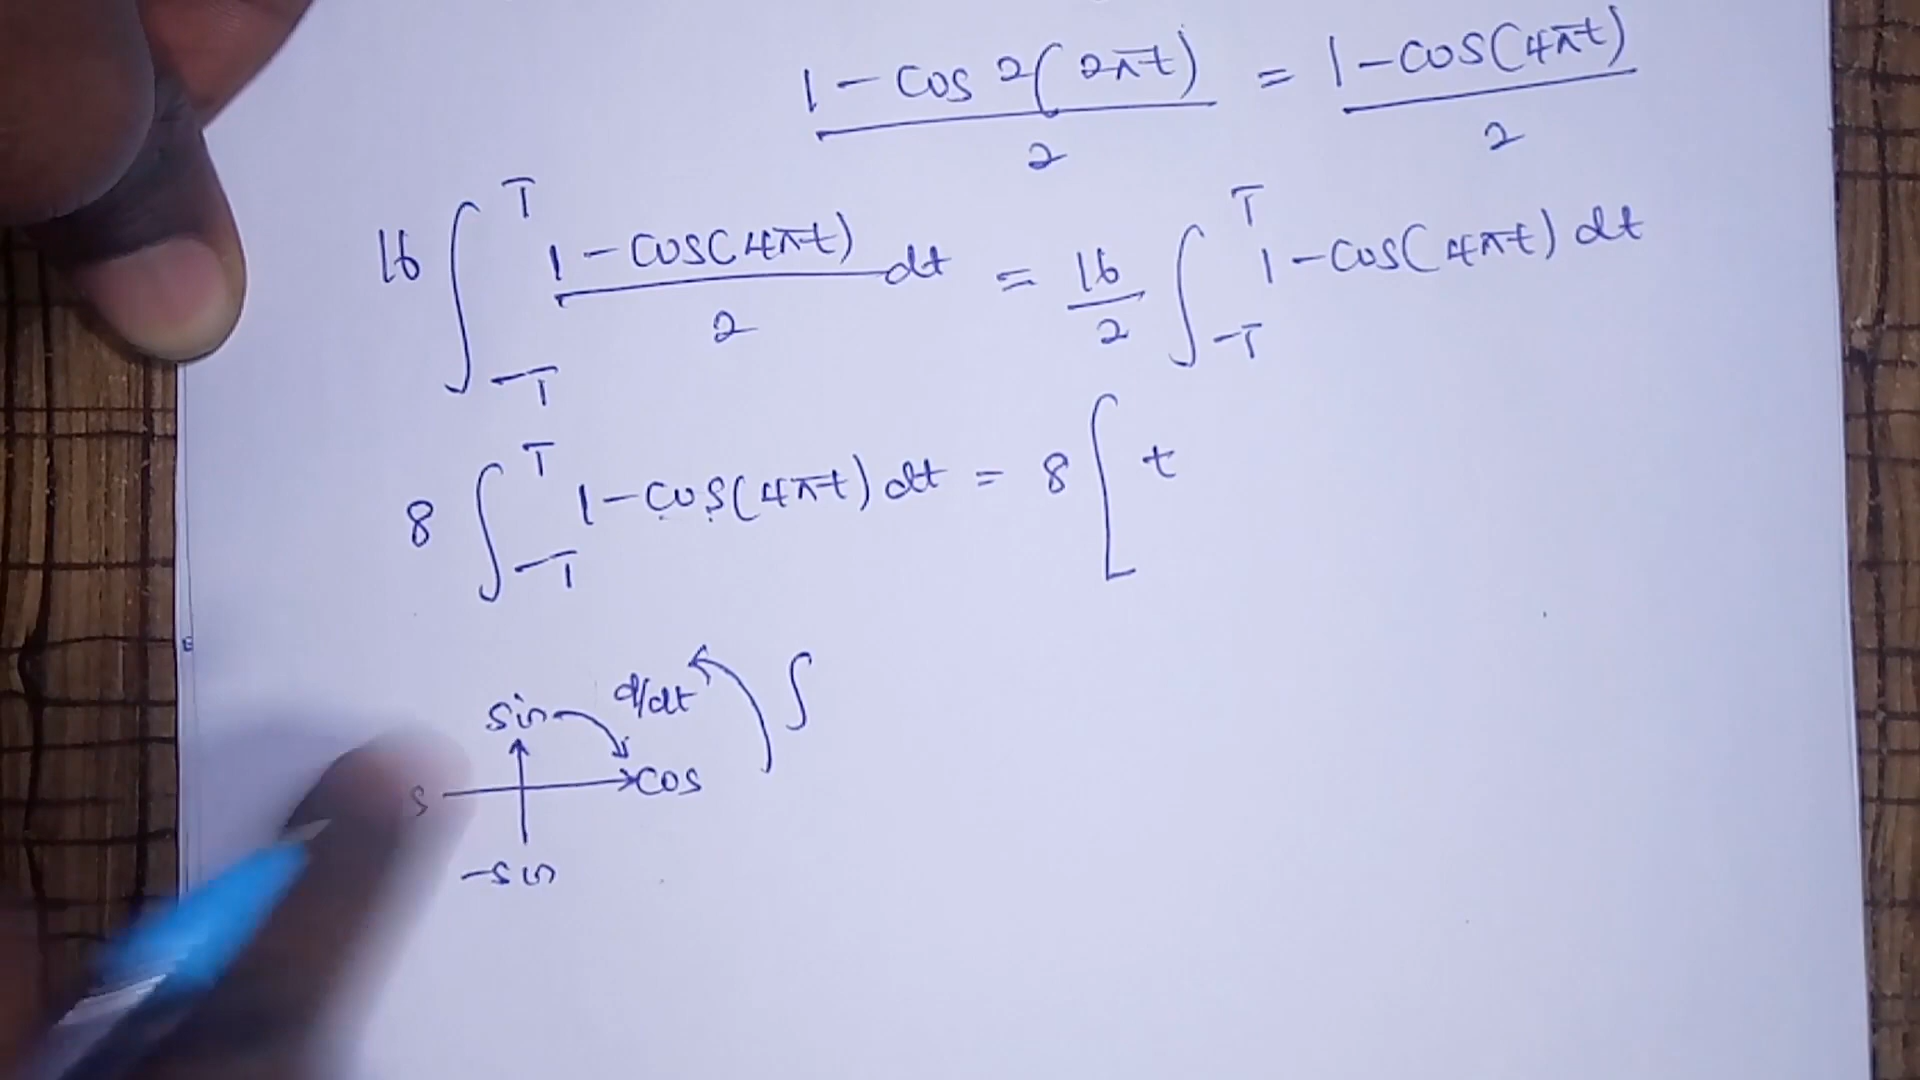 1-cos 2(2πt) / 2 = 1-cos(4πt) / 2
16 ∫_{-T}^{T} 1-cos(4πt) / 2 dt = 16/2 ∫_{-T}^{T} 1-cos(4πt) dt
8 ∫_{-T}^{T} 1-cos(4πt) dt = 8 [ t
sin d/dt ∫
s cos
-sin